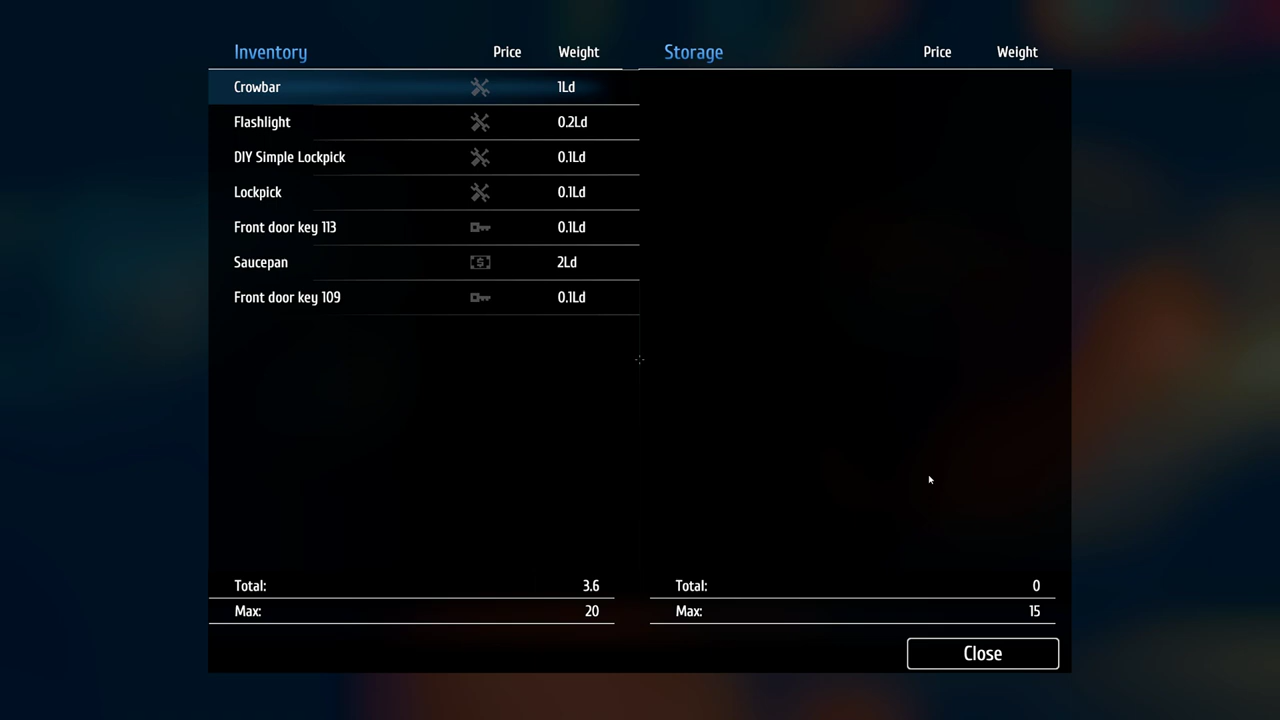 Inventory Price Weight Storage Price Weight
Crowbar 1Ld
Flashlight 0.2Ld
DIY Simple Lockpick 0.1Ld
Lockpick 0.1Ld
Front door key 113 0.1Ld
Saucepan 2Ld
Front door key 109 0.1Ld
Total: 3.6 Total: 0
Max: 20 Max: 15
Close